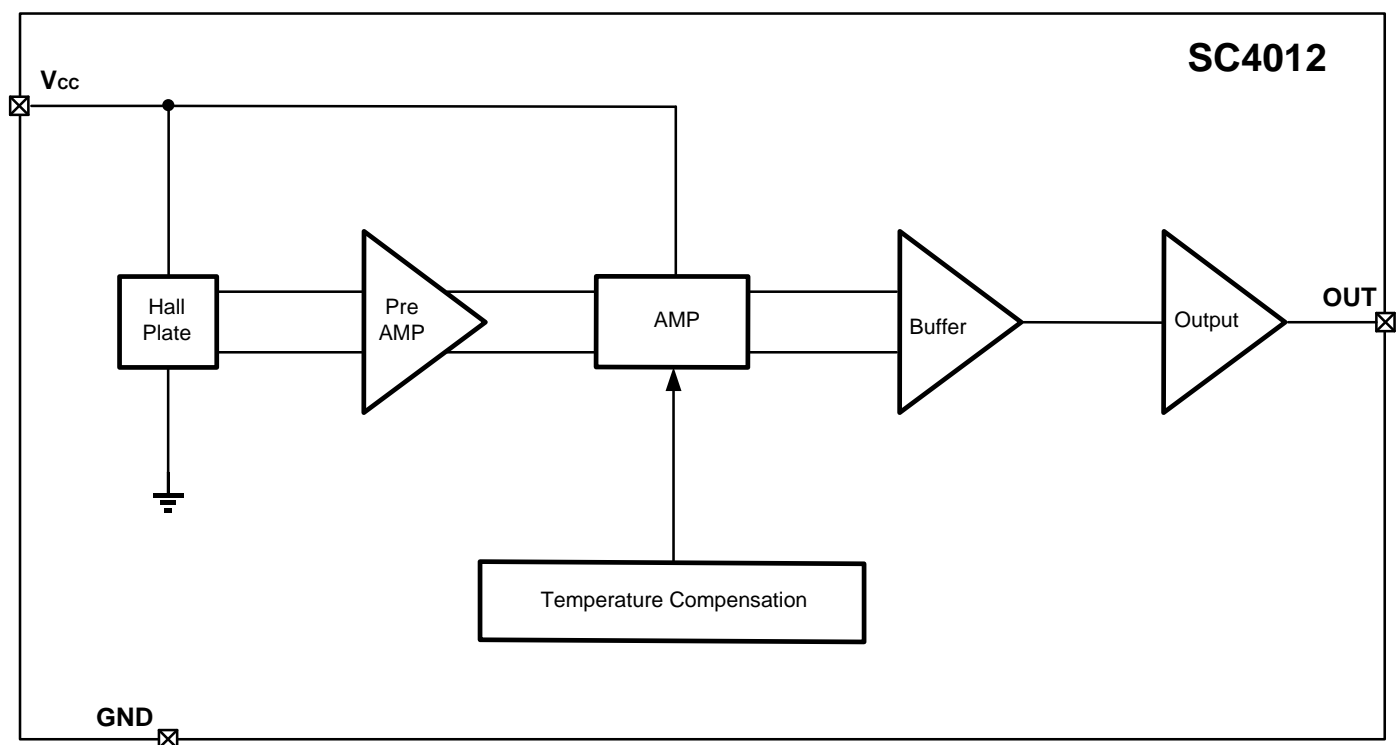 SC4012
Vcc
Hall
Plate
Pre
AMP
AMP
Buffer
Output
OUT
Temperature Compensation
GND